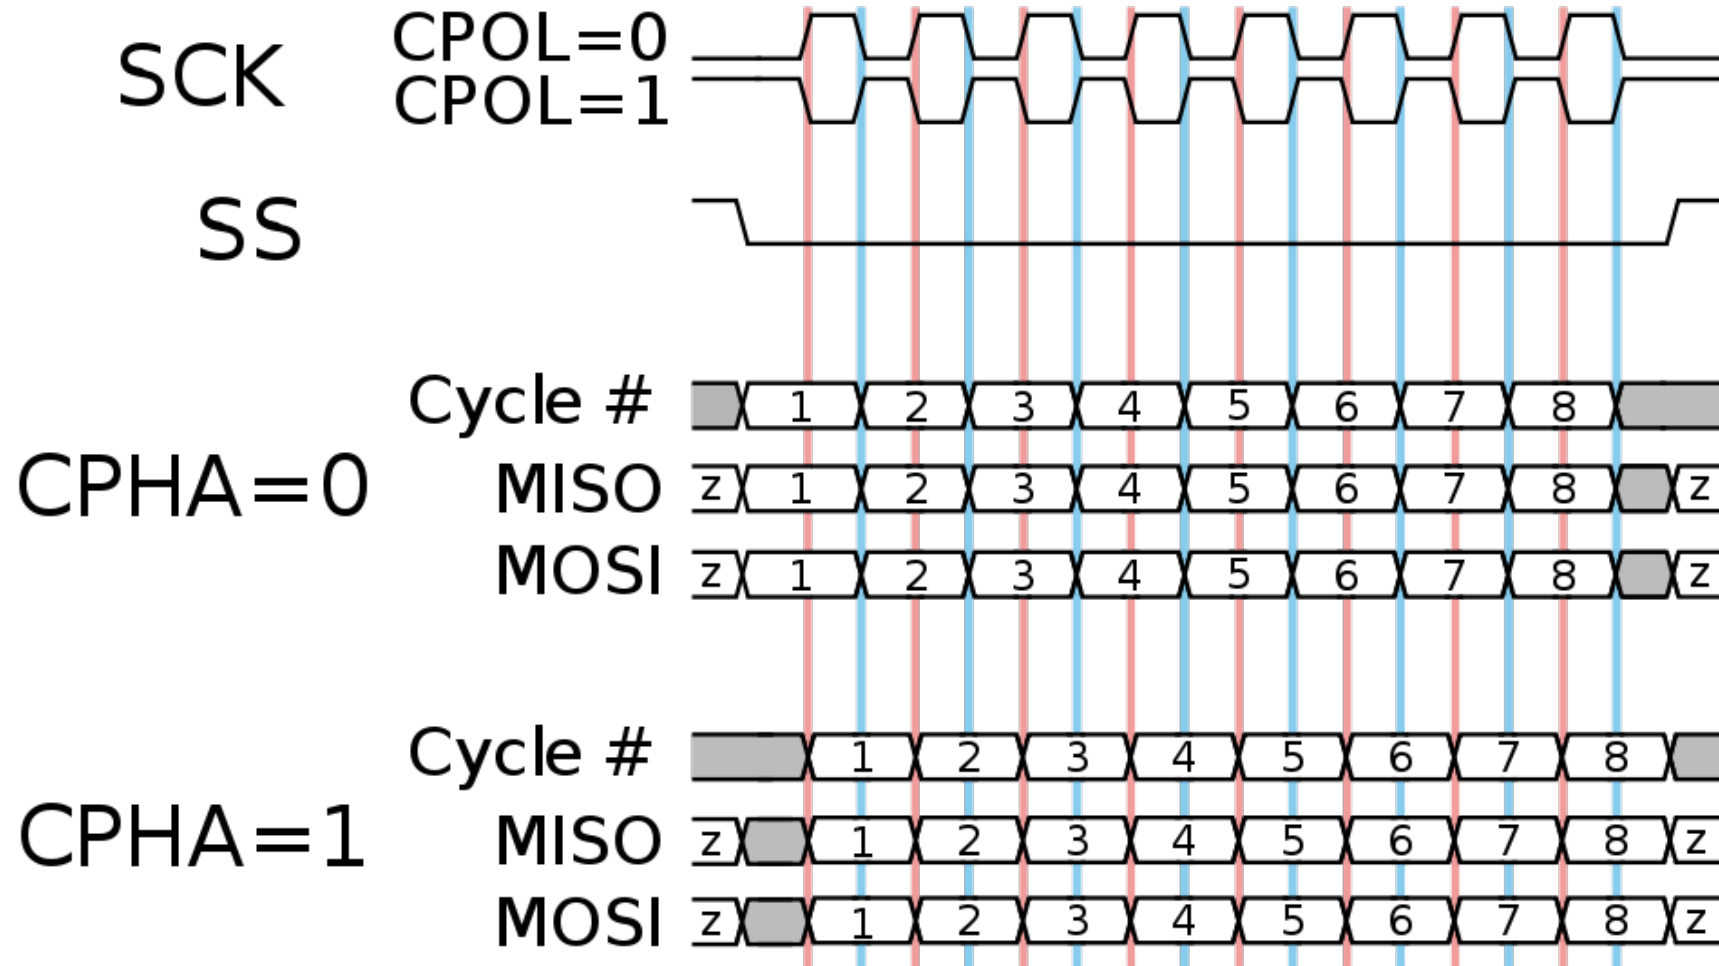 SCK CPOL=0
CPOL=1
SS
Cycle # 1 2 3 4 5 6 7 8
CPHA=0
MISO z 1 2 3 4 5 6 7 8 z
MOSI z 1 2 3 4 5 6 7 8 z
Cycle # 1 2 3 4 5 6 7 8
CPHA=1
MISO z 1 2 3 4 5 6 7 8 z
MOSI z 1 2 3 4 5 6 7 8 z